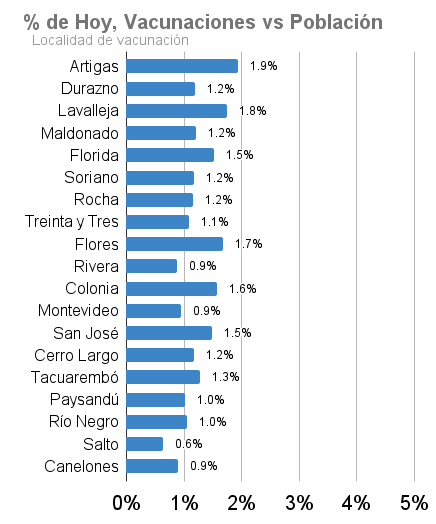 % de Hoy, Vacunaciones vs Población
Localidad de vacunación
Artigas 1.9%
Durazno 1.2%
Lavalleja 1.8%
Maldonado 1.2%
Florida 1.5%
Soriano 1.2%
Rocha 1.2%
Treinta y Tres 1.1%
Flores 1.7%
Rivera 0.9%
Colonia 1.6%
Montevideo 0.9%
San José 1.5%
Cerro Largo 1.2%
Tacuarembó 1.3%
Paysandú 1.0%
Río Negro 1.0%
Salto 0.6%
Canelones 0.9%
0% 1% 2% 3% 4% 5%